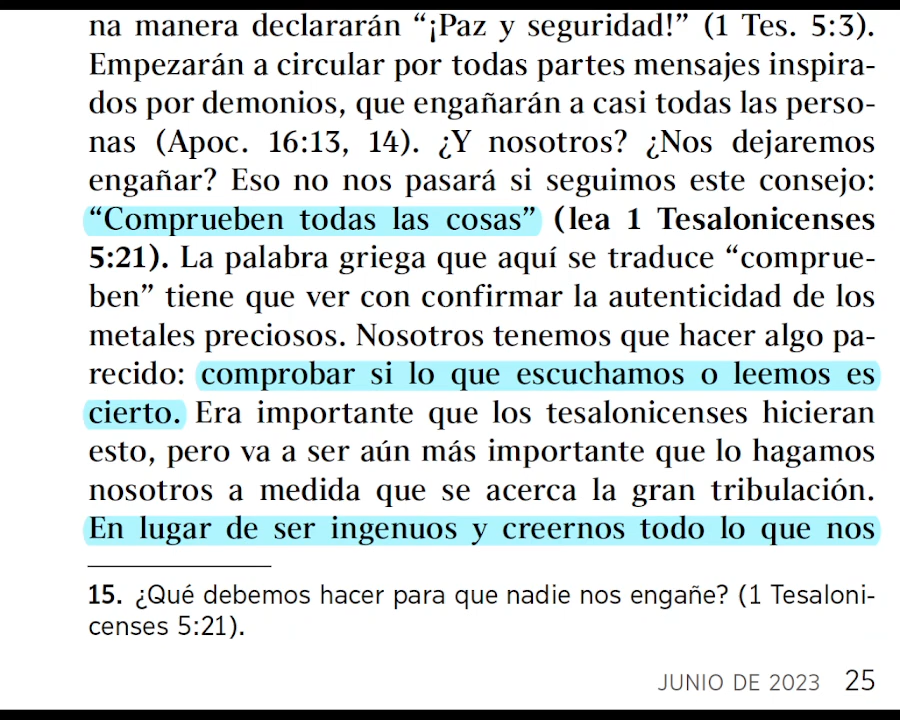 na manera declararán “¡Paz y seguridad!” (1 Tes. 5:3).
Empezarán a circular por todas partes mensajes inspira-
dos por demonios, que engañarán a casi todas las perso-
nas (Apoc. 16:13, 14). ¿Y nosotros? ¿Nos dejaremos
engañar? Eso no nos pasará si seguimos este consejo:
“Comprueben todas las cosas” (lea 1 Tesalonicenses
5:21). La palabra griega que aquí se traduce “comprue-
ben” tiene que ver con confirmar la autenticidad de los
metales preciosos. Nosotros tenemos que hacer algo pa-
recido: comprobar si lo que escuchamos o leemos es
cierto. Era importante que los tesalonicenses hicieran
esto, pero va a ser aún más importante que lo hagamos
nosotros a medida que se acerca la gran tribulación.
En lugar de ser ingenuos y creernos todo lo que nos
15. ¿Qué debemos hacer para que nadie nos engañe? (1 Tesaloni-
censes 5:21).
JUNIO DE 2023 25